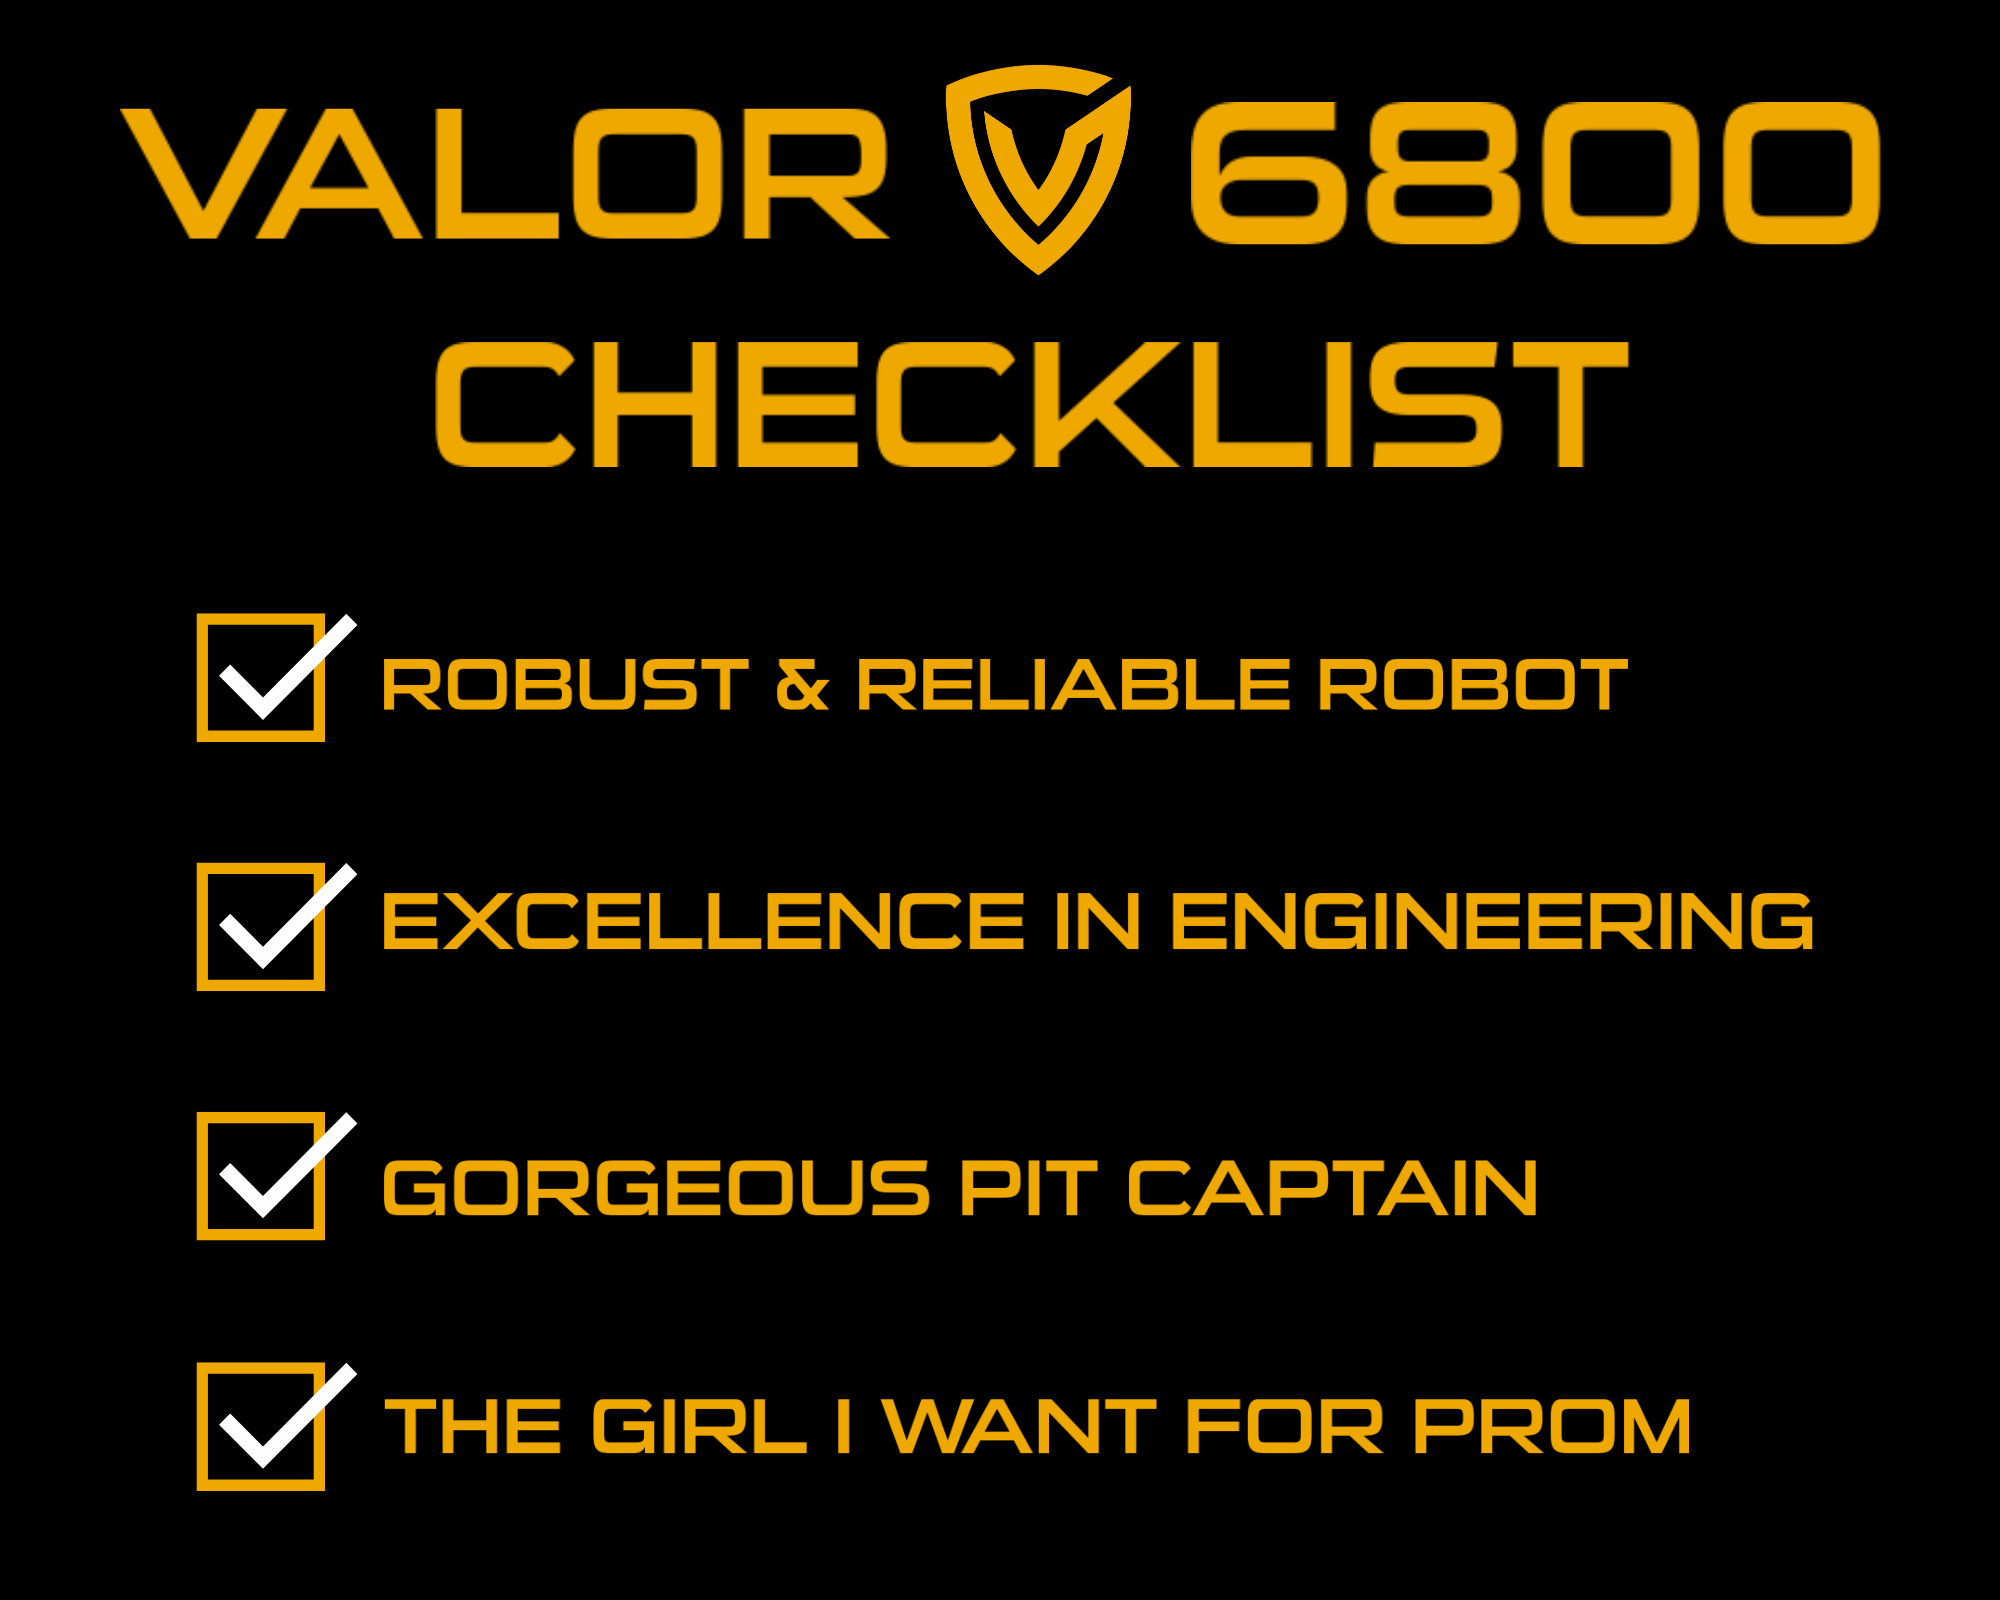 VALOR 6800
CHECKLIST
ROBUST & RELIABLE ROBOT
EXCELLENCE IN ENGINEERING
GORGEOUS PIT CAPTAIN
THE GIRL I WANT FOR PROM